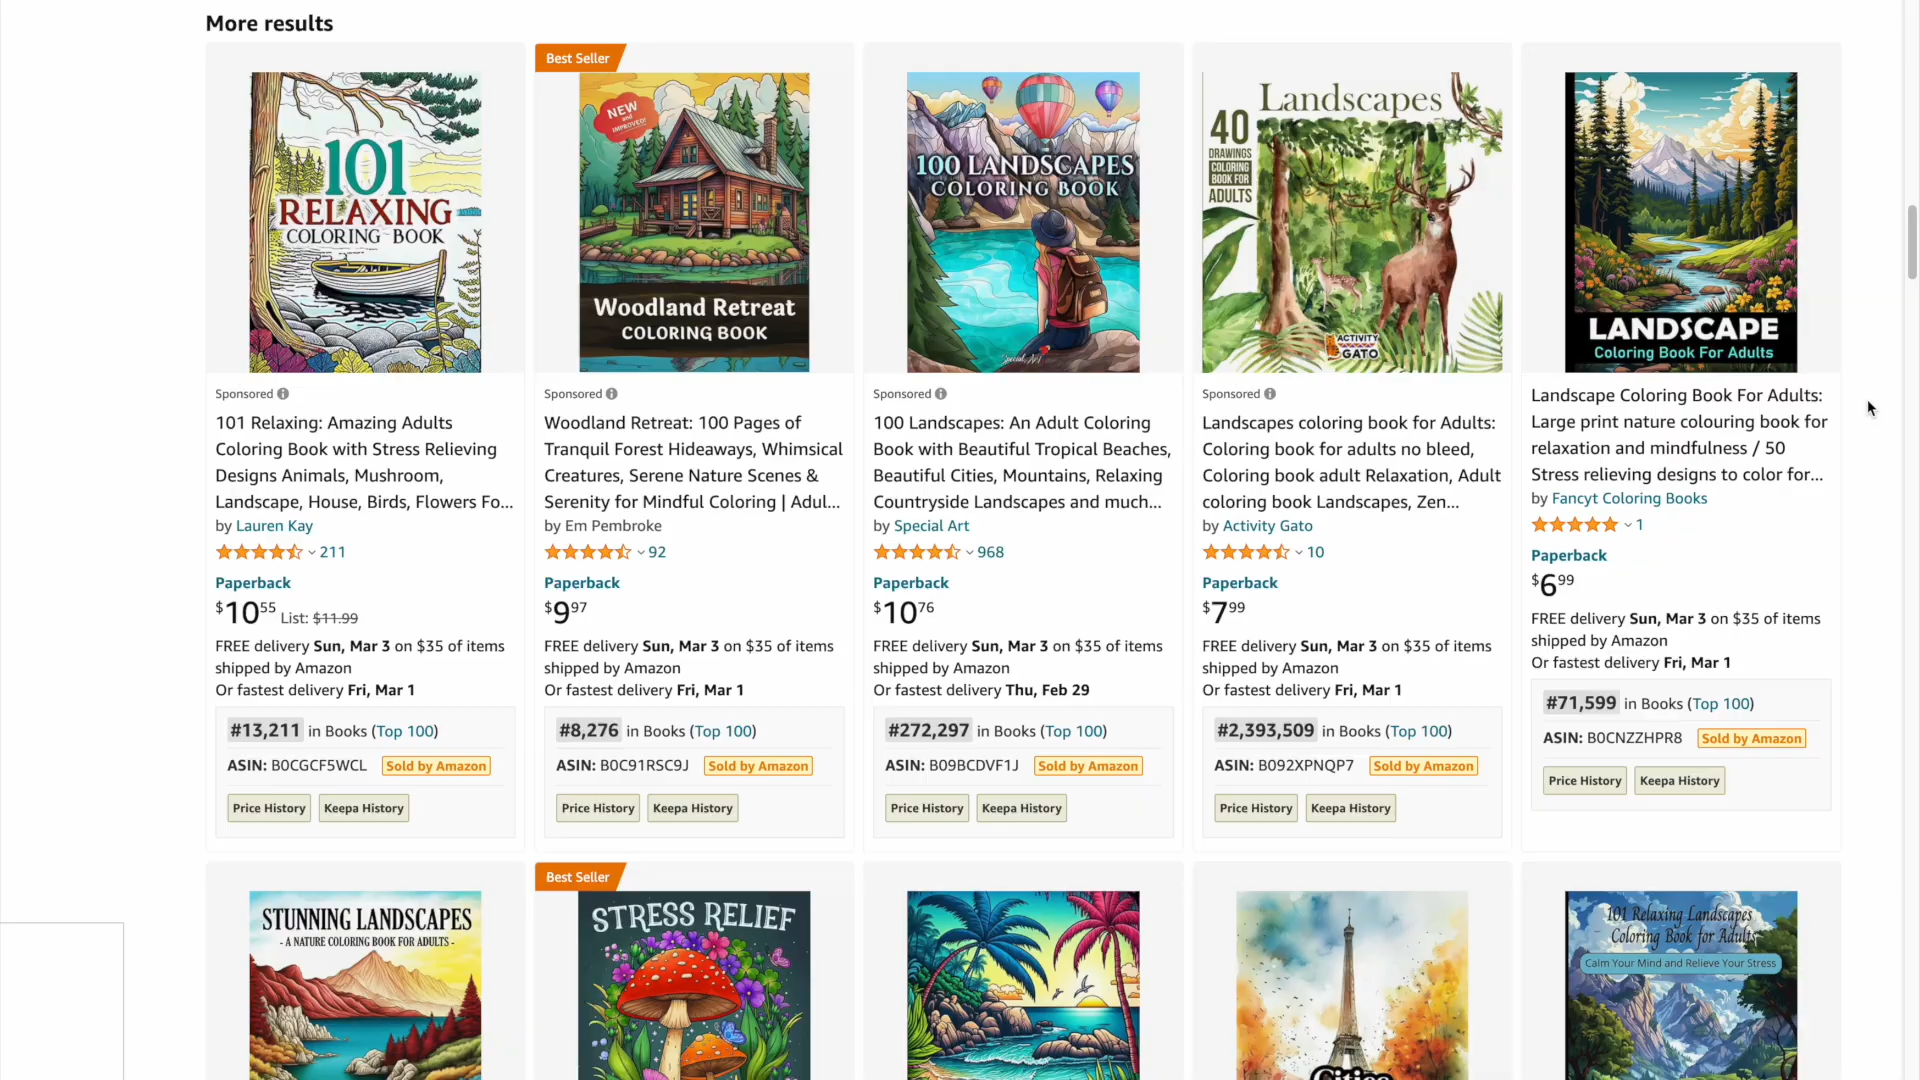 More results
101
RELAXING
COLORING BOOK
Sponsored
101 Relaxing: Amazing Adults
Coloring Book with Stress Relieving
Designs Animals, Mushroom,
Landscape, House, Birds, Flowers Fo...
by Lauren Kay
211
Paperback
$10.55 List: $11.99
FREE delivery Sun, Mar 3 on $35 of items
shipped by Amazon
Or fastest delivery Fri, Mar 1
#13,211 in Books (Top 100)
ASIN: B0CGCF5WCL Sold by Amazon
Price History Keepa History
Best Seller
NEW
and
IMPROVED!
Woodland Retreat
COLORING BOOK
Sponsored
Woodland Retreat: 100 Pages of
Tranquil Forest Hideaways, Whimsical
Creatures, Serene Nature Scenes &
Serenity for Mindful Coloring | Adul...
by Em Pembroke
92
Paperback
$9.97
FREE delivery Sun, Mar 3 on $35 of items
shipped by Amazon
Or fastest delivery Fri, Mar 1
#8,276 in Books (Top 100)
ASIN: B0C91RSC9J Sold by Amazon
Price History Keepa History
100 LANDSCAPES
COLORING BOOK
Special Art
Sponsored
100 Landscapes: An Adult Coloring
Book with Beautiful Tropical Beaches,
Beautiful Cities, Mountains, Relaxing
Countryside Landscapes and much...
by Special Art
968
Paperback
$10.76
FREE delivery Sun, Mar 3 on $35 of items
shipped by Amazon
Or fastest delivery Thu, Feb 29
#272,297 in Books (Top 100)
ASIN: B09BCDVF1J Sold by Amazon
Price History Keepa History
Landscapes
40
DRAWINGS
COLORING
BOOK FOR
ADULTS
ACTIVITY
GATO
Sponsored
Landscapes coloring book for Adults:
Coloring book for adults no bleed,
Coloring book adult Relaxation, Adult
coloring book Landscapes, Zen...
by Activity Gato
10
Paperback
$7.99
FREE delivery Sun, Mar 3 on $35 of items
shipped by Amazon
Or fastest delivery Fri, Mar 1
#2,393,509 in Books (Top 100)
ASIN: B092XPNQP7 Sold by Amazon
Price History Keepa History
LANDSCAPE
Coloring Book For Adults
Landscape Coloring Book For Adults:
Large print nature colouring book for
relaxation and mindfulness / 50
Stress relieving designs to color for...
by Fancyt Coloring Books
1
Paperback
$6.99
FREE delivery Sun, Mar 3 on $35 of items
shipped by Amazon
Or fastest delivery Fri, Mar 1
#71,599 in Books (Top 100)
ASIN: B0CNZZHPR8 Sold by Amazon
Price History Keepa History
STUNNING LANDSCAPES
- A NATURE COLORING BOOK FOR ADULTS -
Best Seller
STRESS RELIEF
Cities
101 Relaxing Landscapes
Coloring Book for Adults
Calm Your Mind and Relieve Your Stress